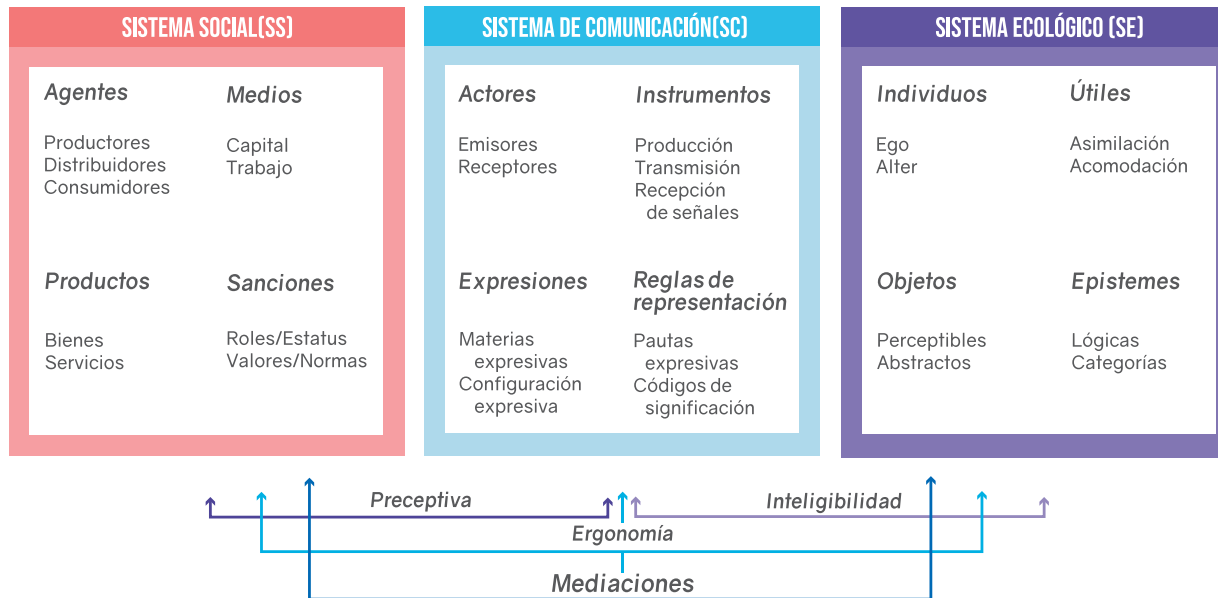 SISTEMA SOCIAL(SS)
Agentes
Productores
Distribuidores
Consumidores
Medios
Capital
Trabajo
Productos
Bienes
Servicios
Sanciones
Roles/Estatus
Valores/Normas
SISTEMA DE COMUNICACIÓN(SC)
Actores
Emisores
Receptores
Instrumentos
Producción
Transmisión
Recepción
de señales
Expresiones
Materias
expresivas
Configuración
expresiva
Reglas de
representación
Pautas
expresivas
Códigos de
significación
SISTEMA ECOLÓGICO (SE)
Individuos
Ego
Alter
Útiles
Asimilación
Acomodación
Objetos
Perceptibles
Abstractos
Epistemes
Lógicas
Categorías
Preceptiva
Inteligibilidad
Ergonomía
Mediaciones